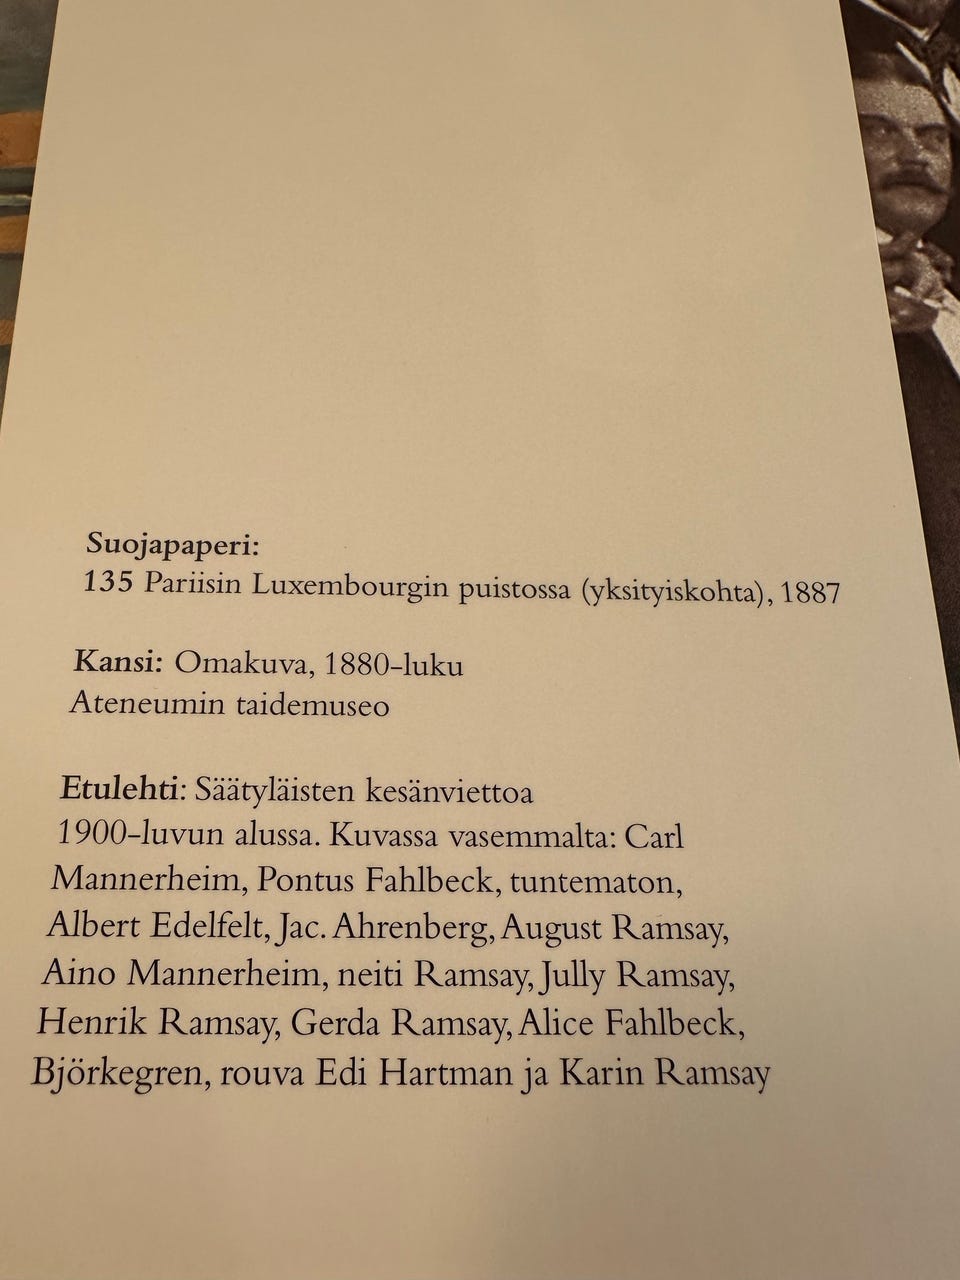 Suojapaperi:
135 Pariisin Luxembourgin puistossa (yksityiskohta), 1887
Kansi: Omakuva, 1880-luku
Ateneumin taidemuseo
Etulehti: Säätyläisten kesänviettoa
1900-luvun alussa. Kuvassa vasemmalta: Carl
Mannerheim, Pontus Fahlbeck, tuntematon,
Albert Edelfelt, Jac. Ahrenberg, August Ramsay,
Aino Mannerheim, neiti Ramsay, Jully Ramsay,
Henrik Ramsay, Gerda Ramsay, Alice Fahlbeck,
Björkegren, rouva Edi Hartman ja Karin Ramsay